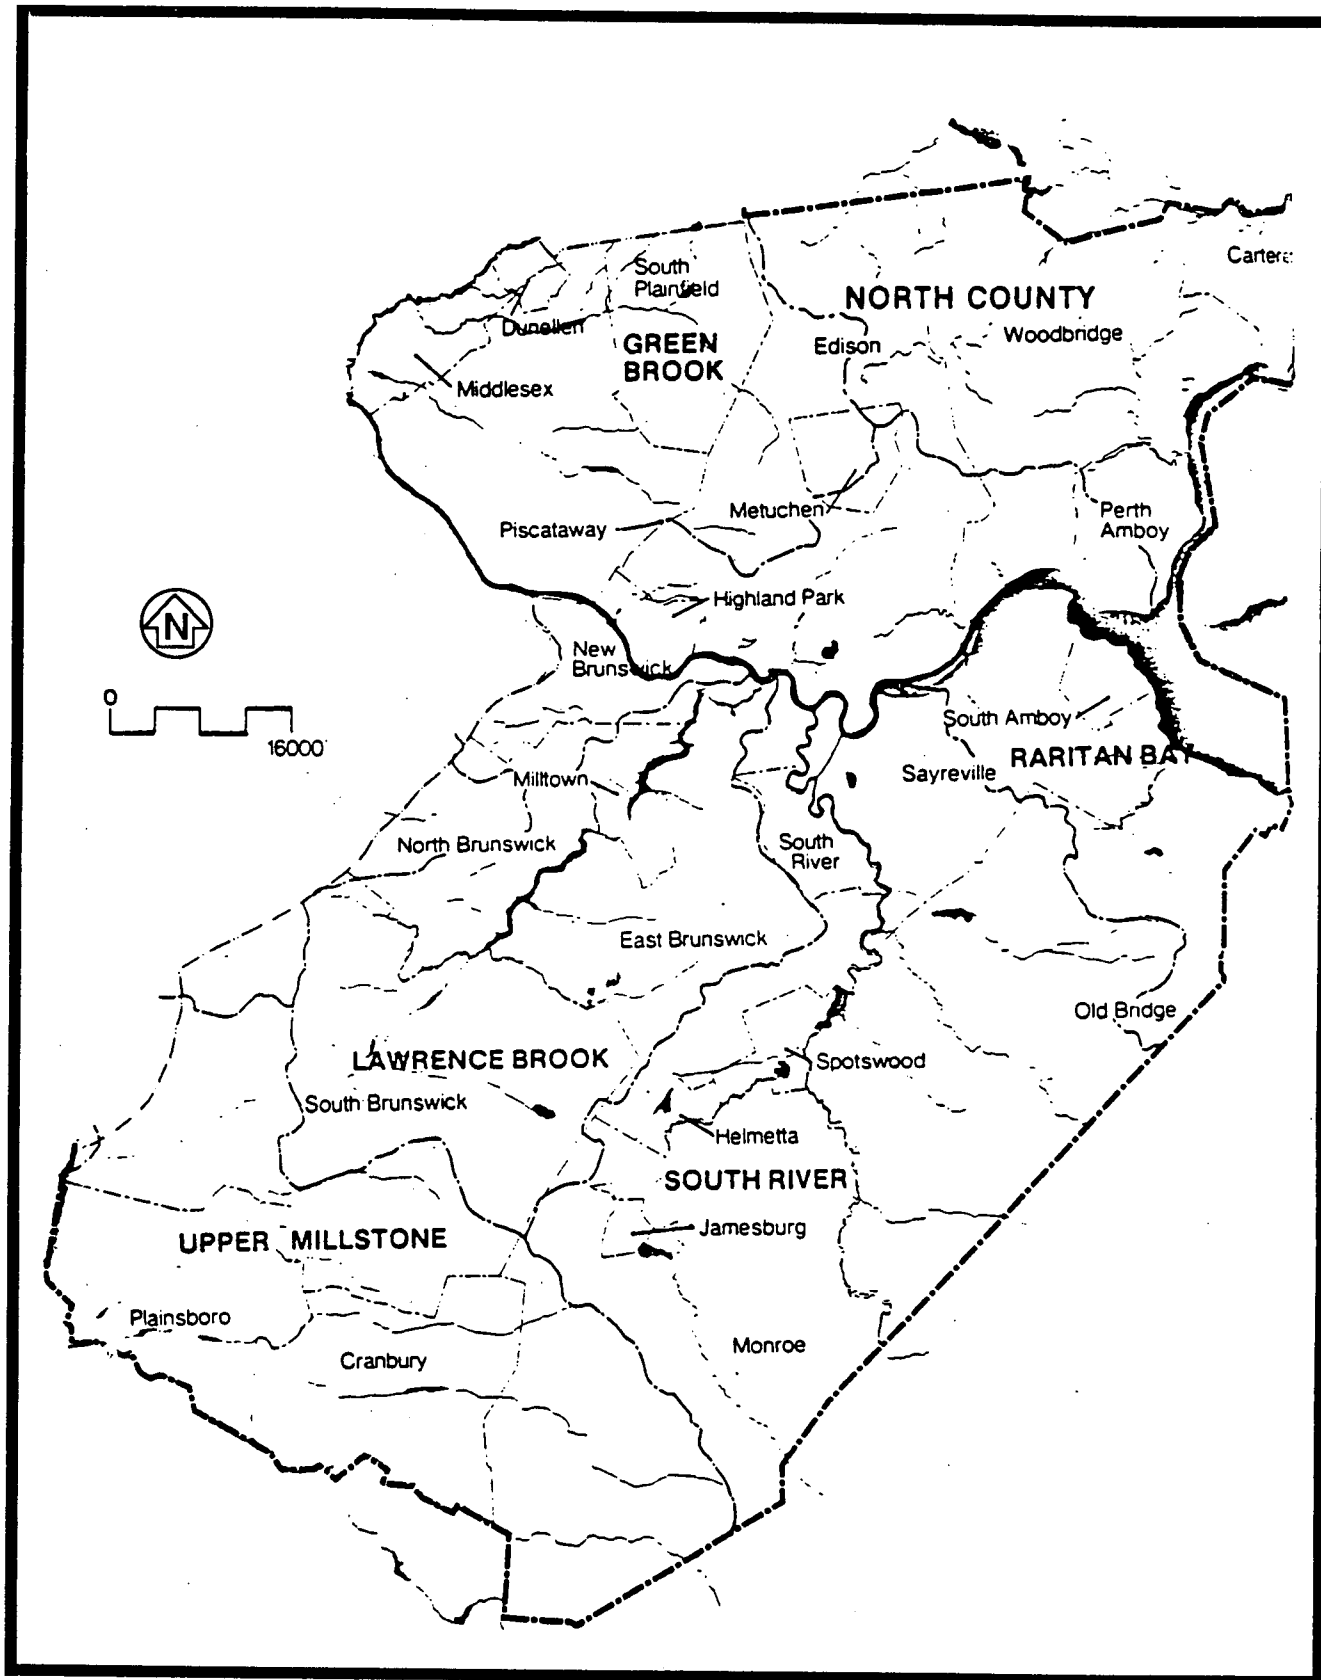 Cartere
South
Plainfield
NORTH COUNTY
Dunellen
GREEN
BROOK
Edison
Woodbridge
Middlesex
Metuchen
Perth
Amboy
Piscataway
Highland Park
N
New
Brunswick
0
16000
South Amboy
RARITAN BAY
Sayreville
Milltown
North Brunswick
South
River
East Brunswick
Old Bridge
LAWRENCE BROOK
Spotswood
South Brunswick
Helmetta
SOUTH RIVER
Jamesburg
UPPER MILLSTONE
Plainsboro
Monroe
Cranbury